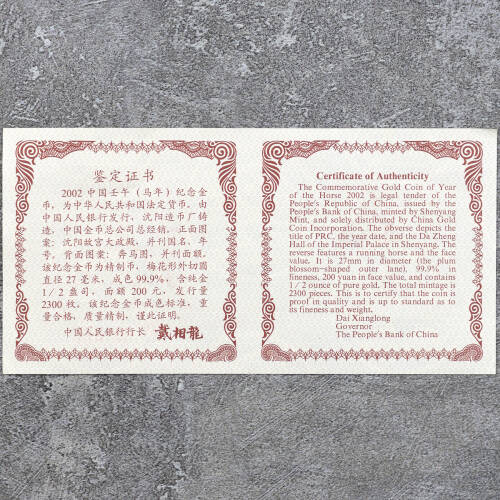 鉴定证书
2002 中国壬午（马年）纪念金
币，为中华人民共和国法定货币。由
中国人民银行发行，沈阳造币厂铸
造，中国金币总公司总经销。正面图
案：沈阳故宫大政殿，并刊国名、年
号。背面图案：奔马图，并刊面额。
该纪念金币为精制币，梅花形外切圆
直径 27 毫米，成色 99.9%，含纯金
1/2 盎司，面额 200 元，发行量
2300 枚。该纪念金币成色标准，重
量合格，质量精制，谨此证明。
中国人民银行行长 戴相龍
Certificate of Authenticity
The Commemorative Gold Coin of Year
of the Horse 2002 is legal tender of the
People's Republic of China, issued by the
People's Bank of China, minted by Shenyang
Mint, and solely distributed by China Gold
Coin Incorporation. The obverse depicts the
title of PRC, the year date, and the Da Zheng
Hall of the Imperial Palace in Shenyang. The
reverse features a running horse and the face
value. It is 27mm in diameter (the plum
blossom-shaped outer lane), 99.9% in
fineness, 200 yuan in face value, and contains
1/2 ounce of pure gold. The total mintage is
2300 pieces. This is to certify that the coin is
proof in quality and is up to standard as to
its fineness and weight.
Dai Xianglong
Governor
The People's Bank of China